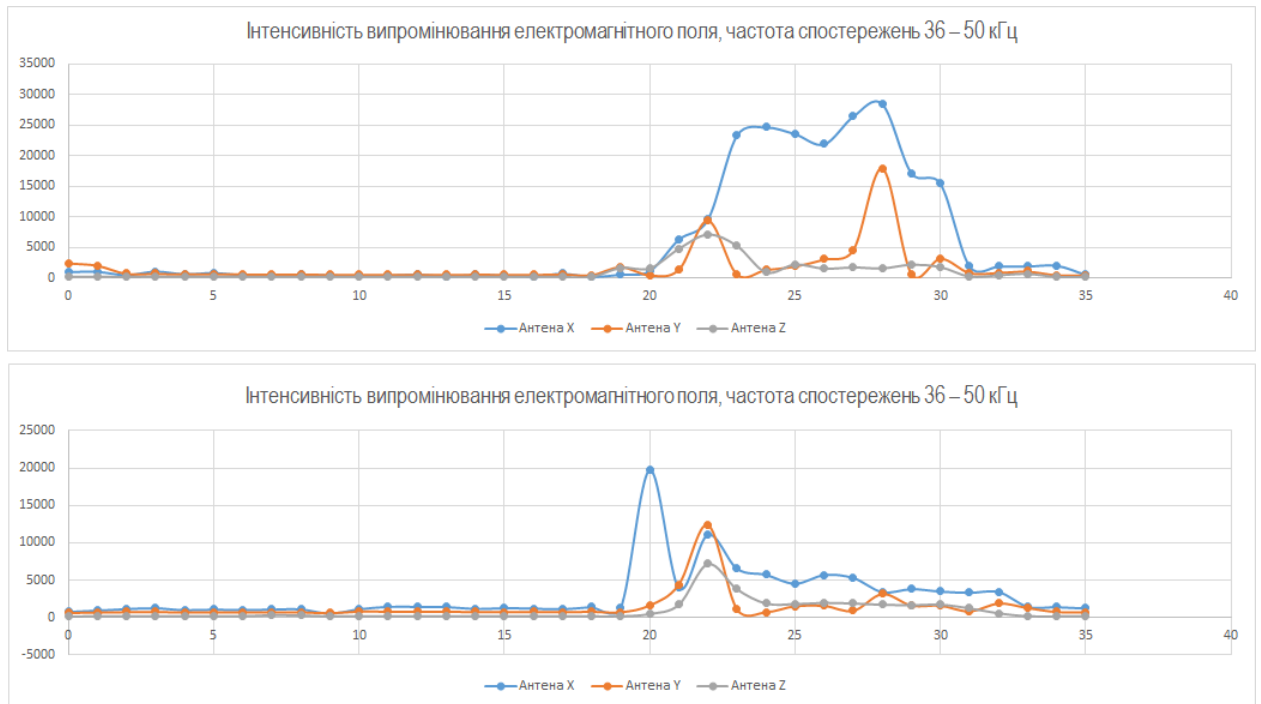 Інтенсивність випромінювання електромагнітного поля, частота спостережень 36 – 50 кГц
35000
30000
25000
20000
15000
10000
5000
0
0 5 10 15 20 25 30 35 40
Антена X Антена Y Антена Z
Інтенсивність випромінювання електромагнітного поля, частота спостережень 36 – 50 кГц
25000
20000
15000
10000
5000
0
0 5 10 15 20 25 30 35 40
-5000
Антена X Антена Y Антена Z